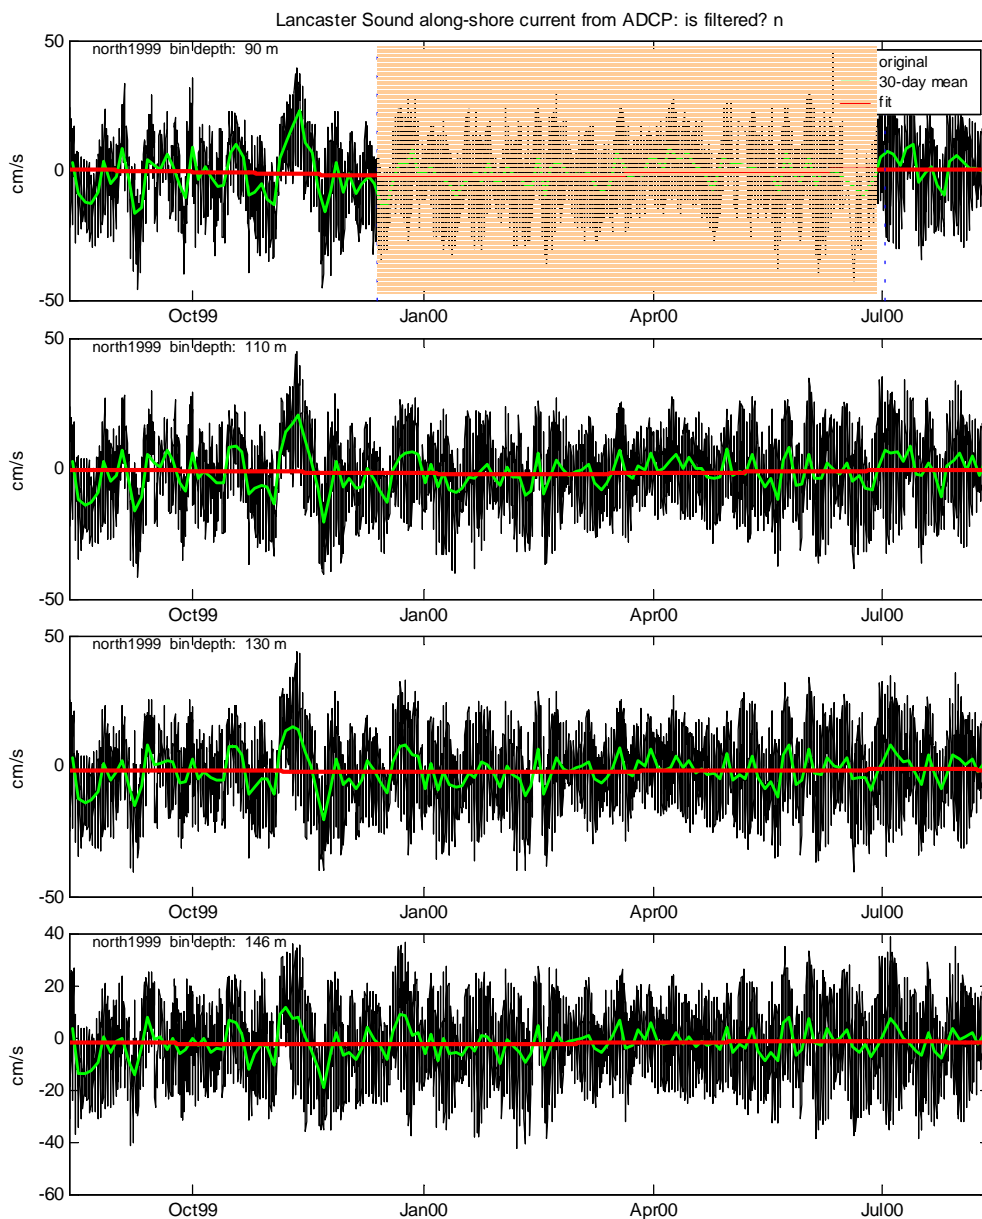 Lancaster Sound along-shore current from ADCP: is filtered? n
50
north1999 bin depth: 90 m
original
30-day mean
fit
0
cm/s
-50
Oct99
Jan00
Apr00
Jul00
50
north1999 bin depth: 110 m
0
cm/s
-50
Oct99
Jan00
Apr00
Jul00
50
north1999 bin depth: 130 m
0
cm/s
-50
Oct99
Jan00
Apr00
Jul00
40
north1999 bin depth: 146 m
20
0
cm/s
-20
-40
-60
Oct99
Jan00
Apr00
Jul00